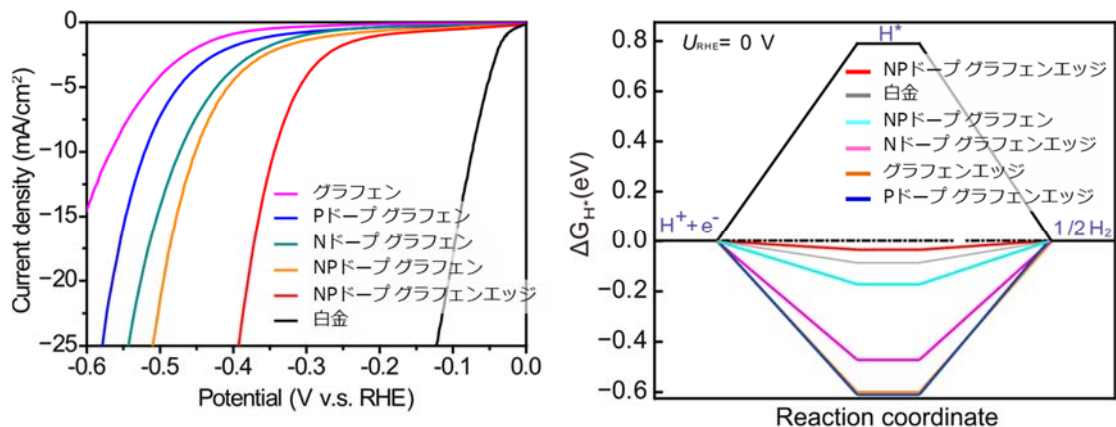 0
−5
−10
−15
−20
−25
-0.6
-0.5
-0.4
-0.3
-0.2
-0.1
0.0
Current density (mA/cm²)
Potential (V v.s. RHE)
グラフェン
Pドープ グラフェン
Nドープ グラフェン
NPドープ グラフェン
NPドープ グラフェンエッジ
白金
0.8
0.6
0.4
0.2
0.0
−0.2
−0.4
−0.6
ΔG_H*(eV)
Reaction coordinate
U_RHE= 0 V
H*
NPドープ グラフェンエッジ
白金
NPドープ グラフェン
Nドープ グラフェンエッジ
グラフェンエッジ
Pドープ グラフェンエッジ
H⁺+e⁻
1/2H₂